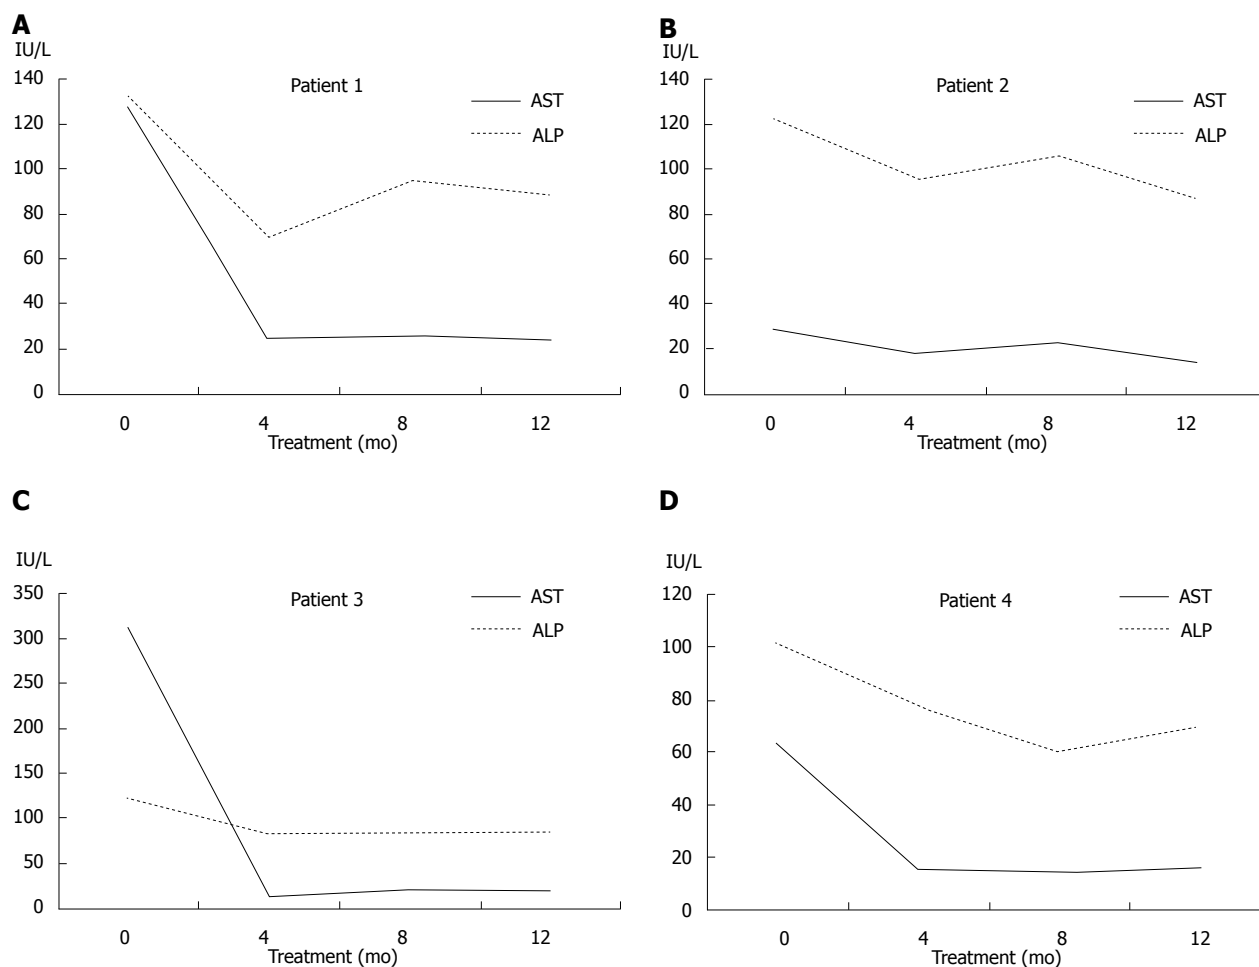 A
IU/L
Patient 1
AST
ALP
140
120
100
80
60
40
20
0
0 4 8 12
Treatment (mo)
B
IU/L
Patient 2
AST
ALP
140
120
100
80
60
40
20
0
0 4 8 12
Treatment (mo)
C
IU/L
Patient 3
AST
ALP
350
300
250
200
150
100
50
0
0 4 8 12
Treatment (mo)
D
IU/L
Patient 4
AST
ALP
120
100
80
60
40
20
0
0 4 8 12
Treatment (mo)